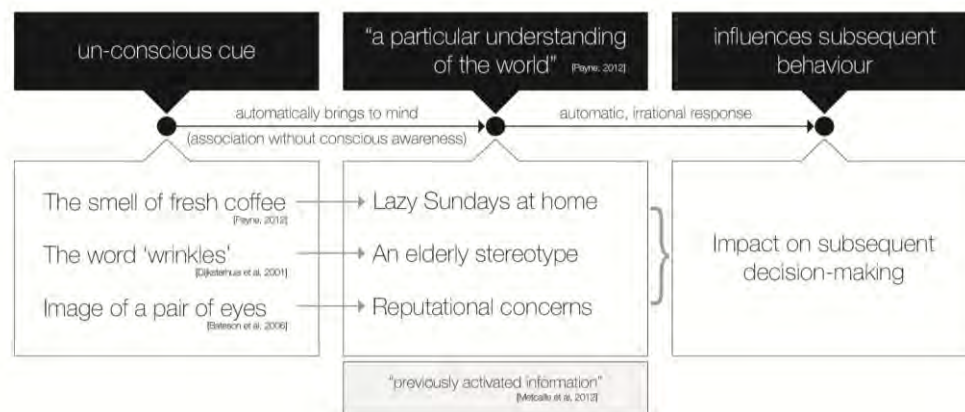 un-conscious cue
"a particular understanding
of the world" [Payne, 2012]
influences subsequent
behaviour
automatically brings to mind
(association without conscious awareness)
automatic, irrational response
The smell of fresh coffee
[Payne, 2012]
The word 'wrinkles'
[Dijksterhuis et al, 2001]
Image of a pair of eyes
[Bateson et al, 2006]
Lazy Sundays at home
An elderly stereotype
Reputational concerns
Impact on subsequent
decision-making
"previously activated information"
[Metcalfe et al, 2012]